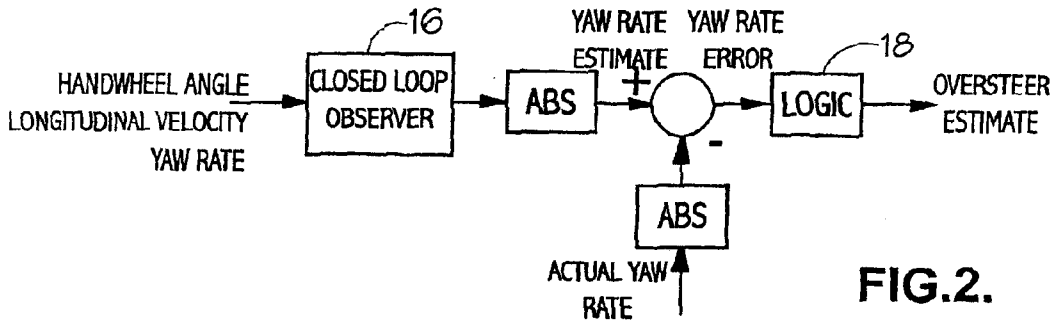 16
HANDWHEEL ANGLE
LONGITUDINAL VELOCITY
YAW RATE
CLOSED LOOP
OBSERVER
ABS
YAW RATE
ESTIMATE
+
YAW RATE
ERROR
-
18
LOGIC
OVERSTEER
ESTIMATE
ABS
ACTUAL YAW
RATE
FIG.2.